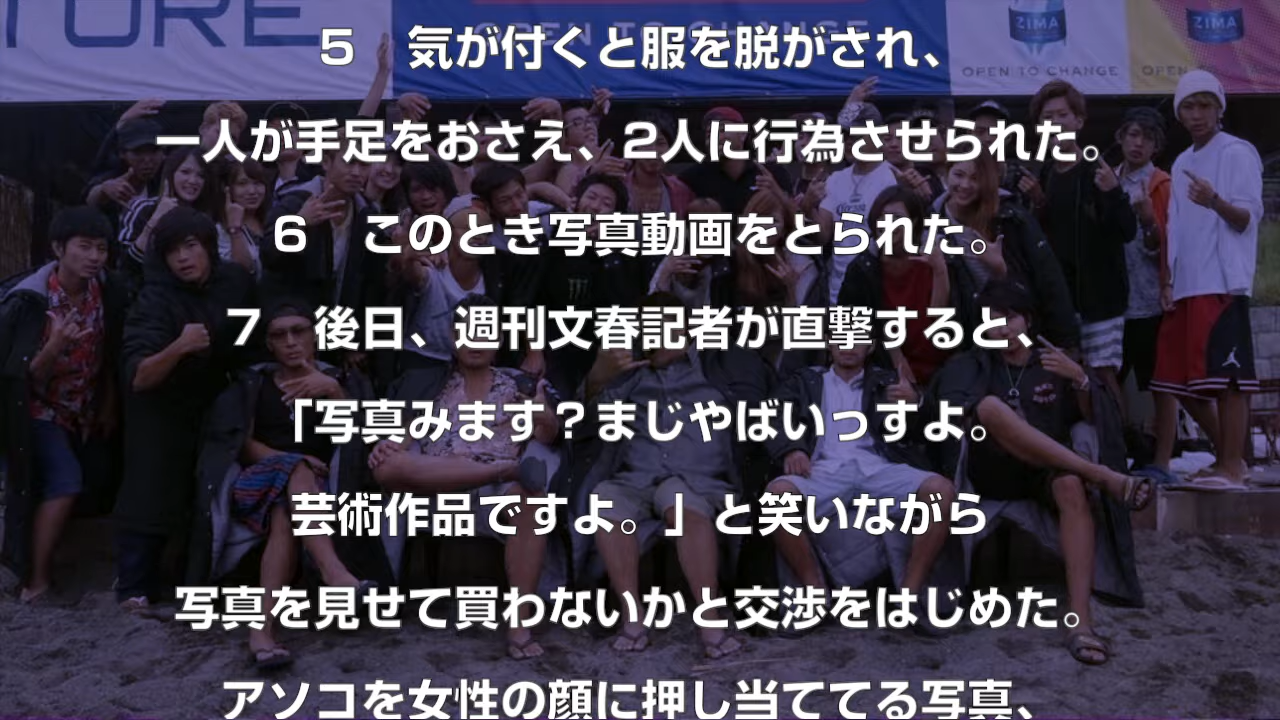 TURE
OPEN TO CHANGE
ZIMA
ZIMA
OPEN TO CHANGE
5　気が付くと服を脱がされ、
一人が手足をおさえ、2人に行為させられた。
6　このとき写真動画をとられた。
7　後日、週刊文春記者が直撃すると、
「写真みます？まじやばいっすよ。
芸術作品ですよ。」と笑いながら
写真を見せて買わないかと交渉をはじめた。
アソコを女性の顔に押し当ててる写真、